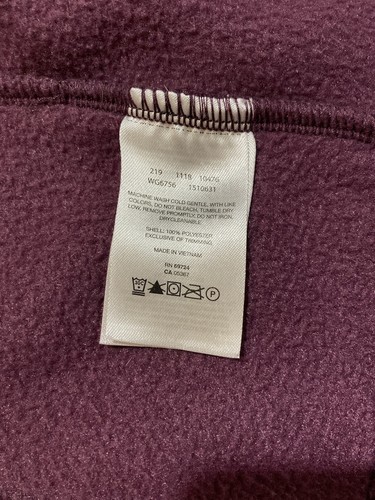 219 1118 10476
WG6756 1510631
MACHINE WASH COLD GENTLE, WITH LIKE
COLORS, DO NOT BLEACH, TUMBLE DRY
LOW, REMOVE PROMPTLY, DO NOT IRON,
DRYCLEANABLE
SHELL: 100% POLYESTER
EXCLUSIVE OF TRIMMING
MADE IN VIETNAM
RN 69724
CA 05367
P